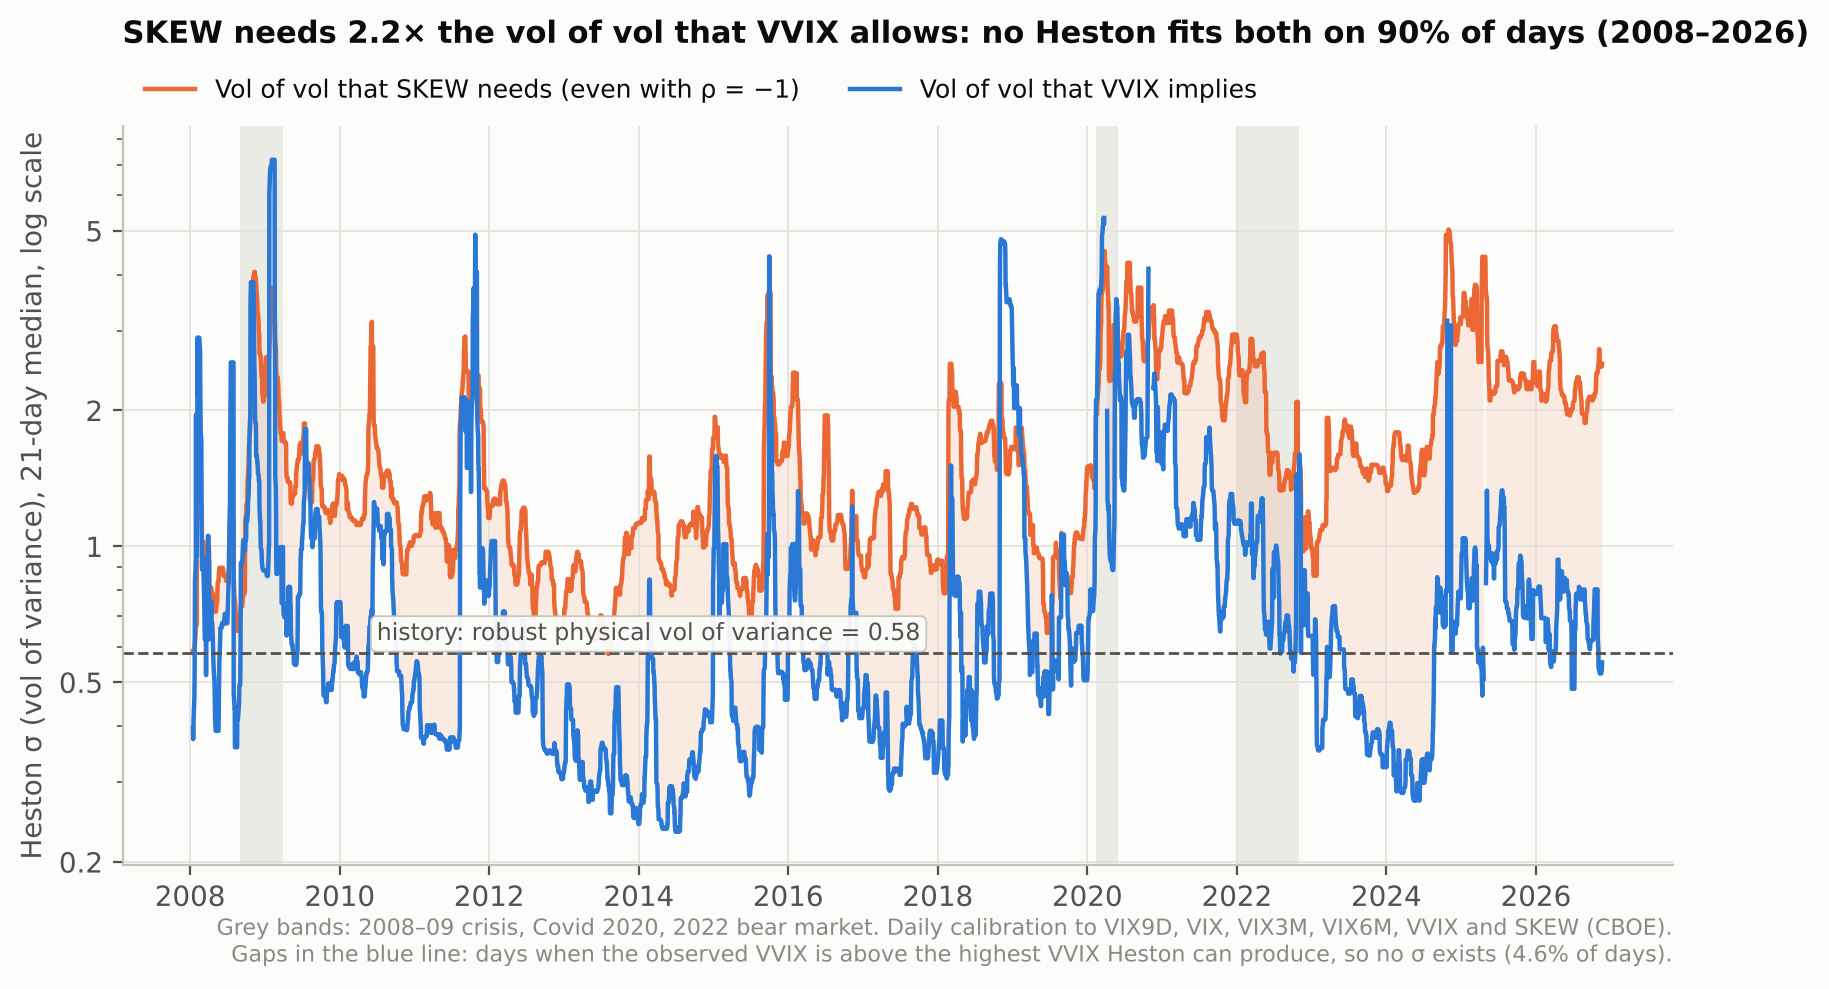 SKEW needs 2.2× the vol of vol that VVIX allows: no Heston fits both on 90% of days (2008–2026)
Vol of vol that SKEW needs (even with ρ = −1)
Vol of vol that VVIX implies
Heston σ (vol of variance), 21-day median, log scale
5
2
1
0.5
0.2
history: robust physical vol of variance = 0.58
2008
2010
2012
2014
2016
2018
2020
2022
2024
2026
Grey bands: 2008–09 crisis, Covid 2020, 2022 bear market. Daily calibration to VIX9D, VIX, VIX3M, VIX6M, VVIX and SKEW (CBOE).
Gaps in the blue line: days when the observed VVIX is above the highest VVIX Heston can produce, so no σ exists (4.6% of days).